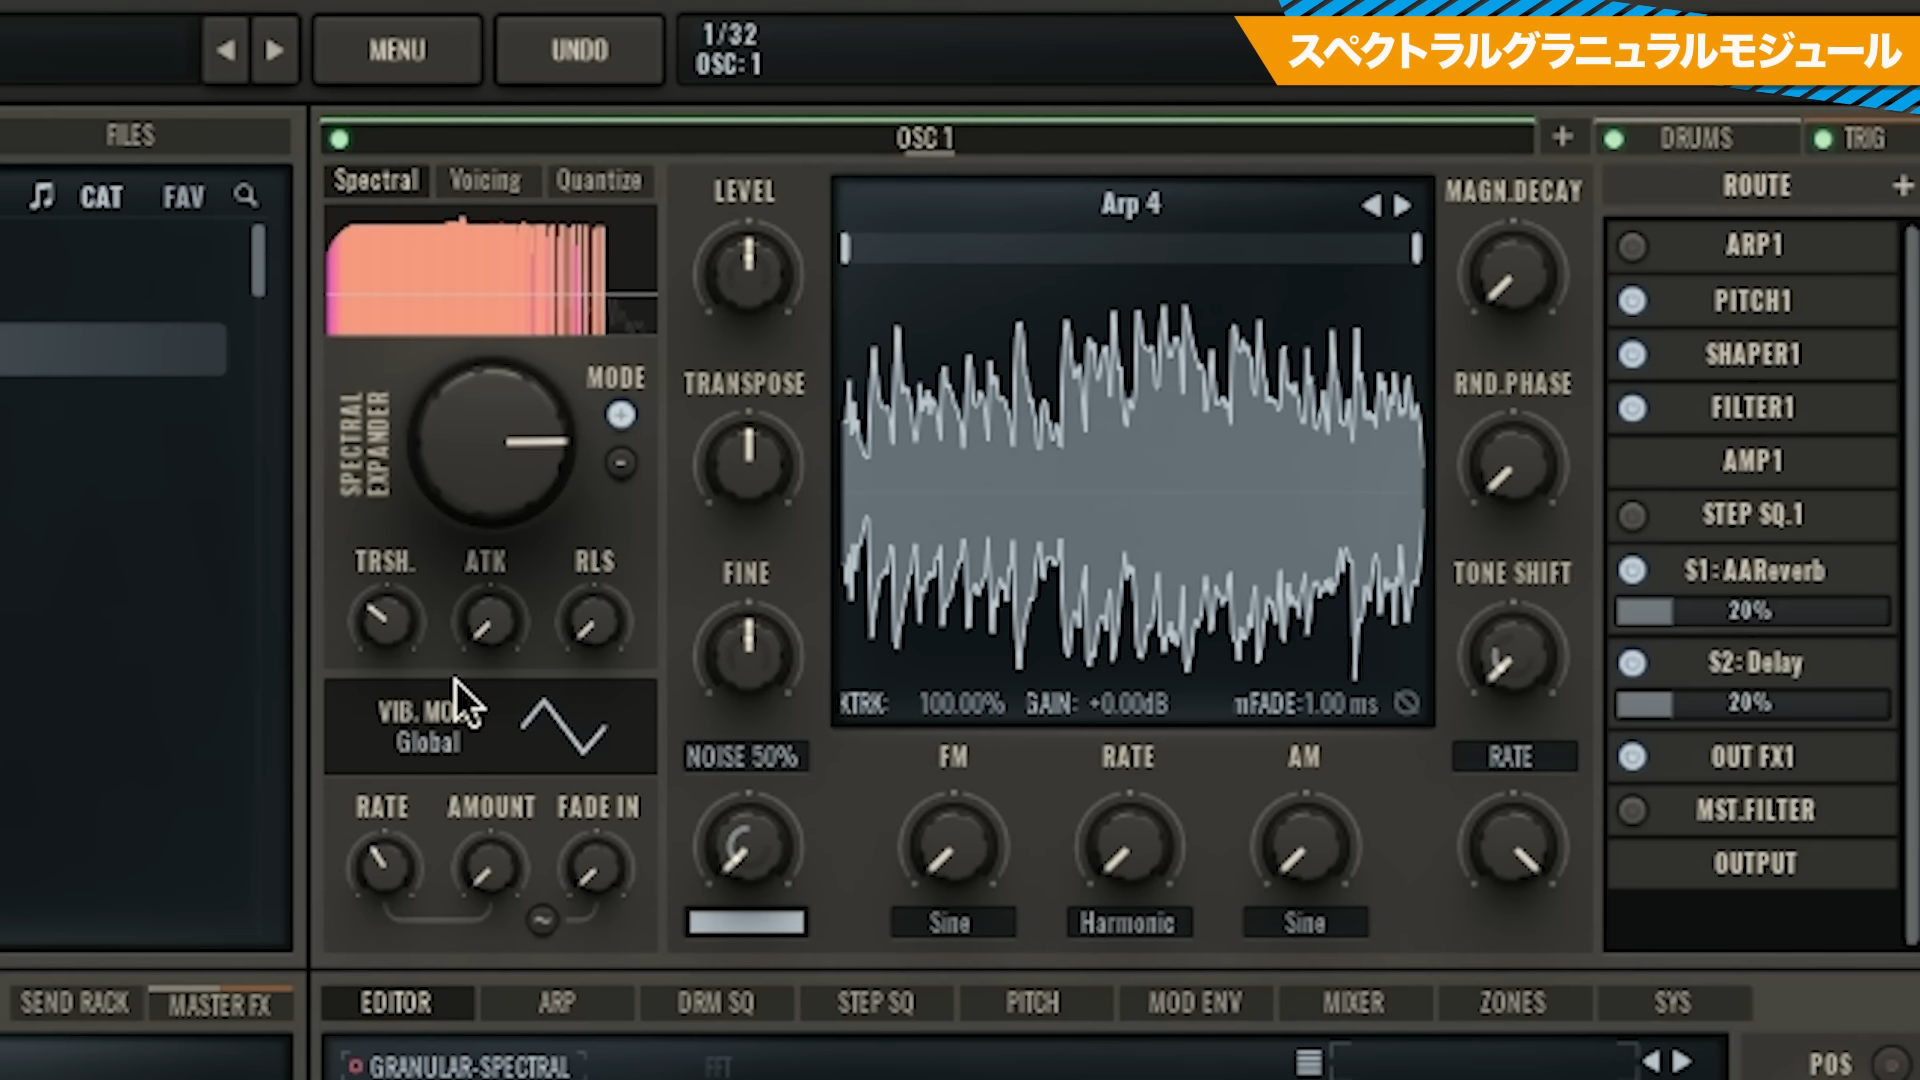 MENU
UNDO
1/32
OSC:1
スペクトラルグラニュラルモジュール
FILES
OSC 1
+
DRUMS
TRIG
CAT
FAV
Spectral
Voicing
Quantize
LEVEL
Arp 4
MAGN.DECAY
ROUTE
+
ARP1
PITCH1
SHAPER1
FILTER1
AMP1
STEP SQ.1
S1:AAReverb
20%
S2:Delay
20%
OUT FX1
MST.FILTER
OUTPUT
SPECTRAL
EXPANDER
MODE
+
-
TRANSPOSE
RND.PHASE
TRSH.
ATK
RLS
FINE
TONE SHIFT
VIB. MO
Global
KTRK: 100.00% GAIN: +0.00dB mFADE:1.00 ms
NOISE 50%
FM
RATE
AM
RATE
RATE
AMOUNT
FADE IN
Sine
Harmonic
Sine
SEND RACK
MASTER FX
EDITOR
ARP
DRM SQ
STEP SQ
PITCH
MOD ENV
MIXER
ZONES
SYS
GRANULAR-SPECTRAL
FFT
POS